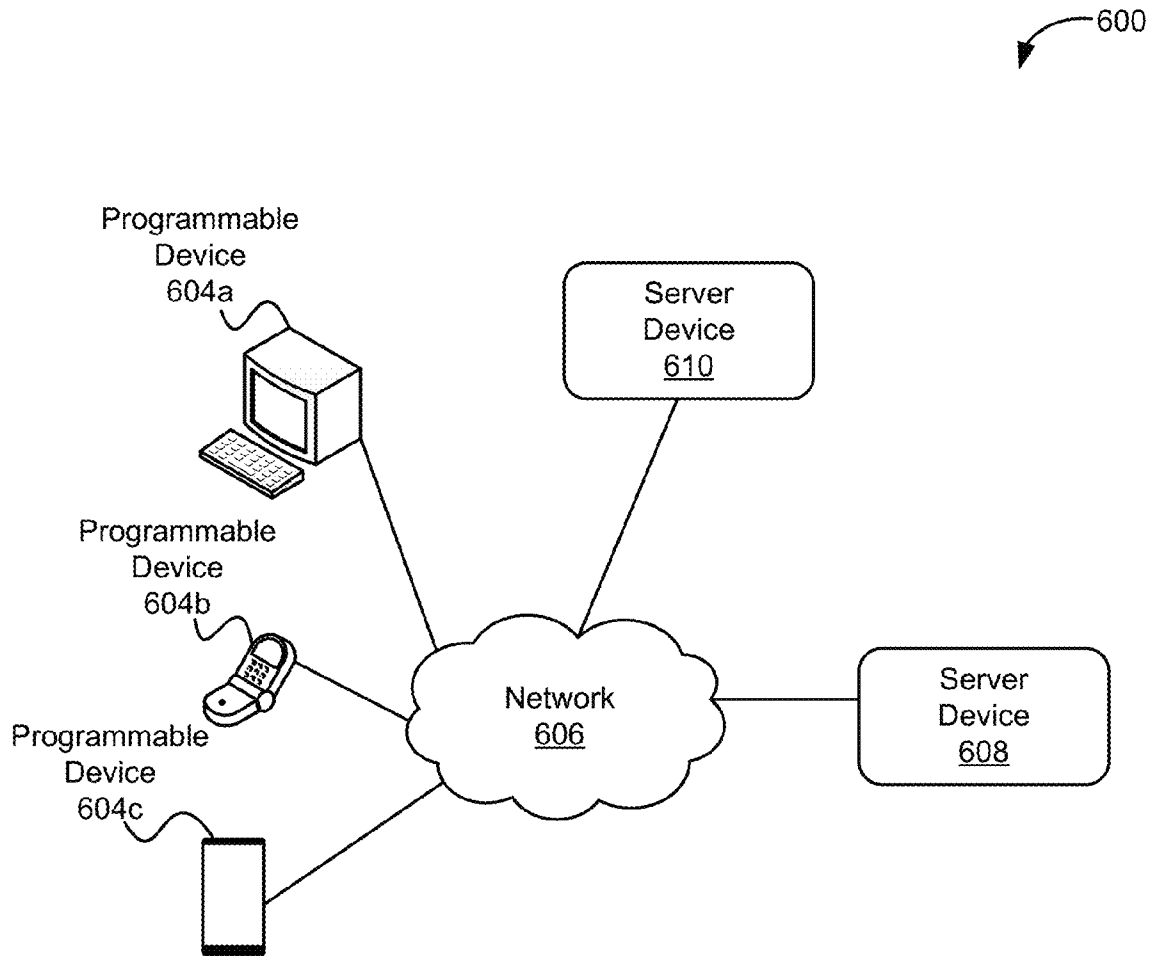 600
Programmable
Device
604a
Server
Device
610
Programmable
Device
604b
Network
606
Server
Device
608
Programmable
Device
604c